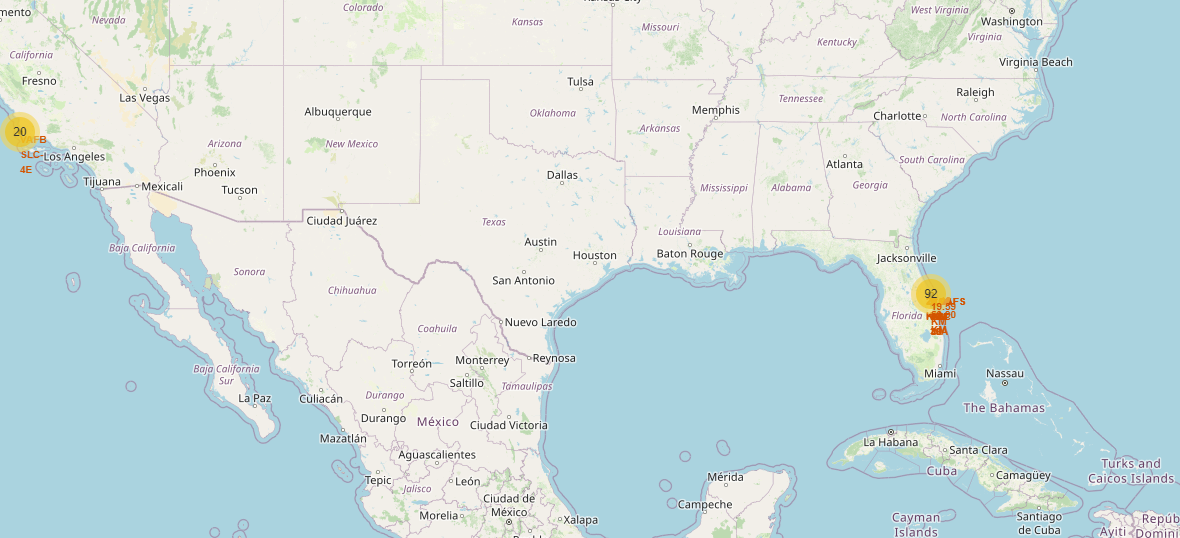 Kansas City
mento
Nevada
Colorado
West Virginia
Kansas
Missouri
Washington
California
Kentucky
Virginia
Fresno
Virginia Beach
Las Vegas
Tulsa
Raleigh
Albuquerque
Oklahoma
Memphis
Tennessee
Charlotte
North Carolina
20
Arkansas
Arizona
New Mexico
SLC-
4E
Los Angeles
Atlanta
South Carolina
Phoenix
Dallas
Tijuana
Mexicali
Tucson
Mississippi
Alabama
Georgia
Ciudad Juárez
Texas
Louisiana
Baja California
Austin
Houston
Baton Rouge
Jacksonville
Sonora
San Antonio
Chihuahua
92
Florida
Nuevo Laredo
Coahuila
Torreón
Monterrey
Reynosa
Baja California
Sur
Saltillo
Tamaulipas
Miami
Nassau
La Paz
Culiacán
Durango
The Bahamas
Durango
México
Ciudad Victoria
Mazatlán
La Habana
Santa Clara
Aguascalientes
Cuba
Camagüey
Turks and
Caicos Islands
Tepic
León
Mérida
Jalisco
Ciudad de
México
Campeche
Morelia
Xalapa
Cayman
Islands
Santiago
de Cuba
Ayiti